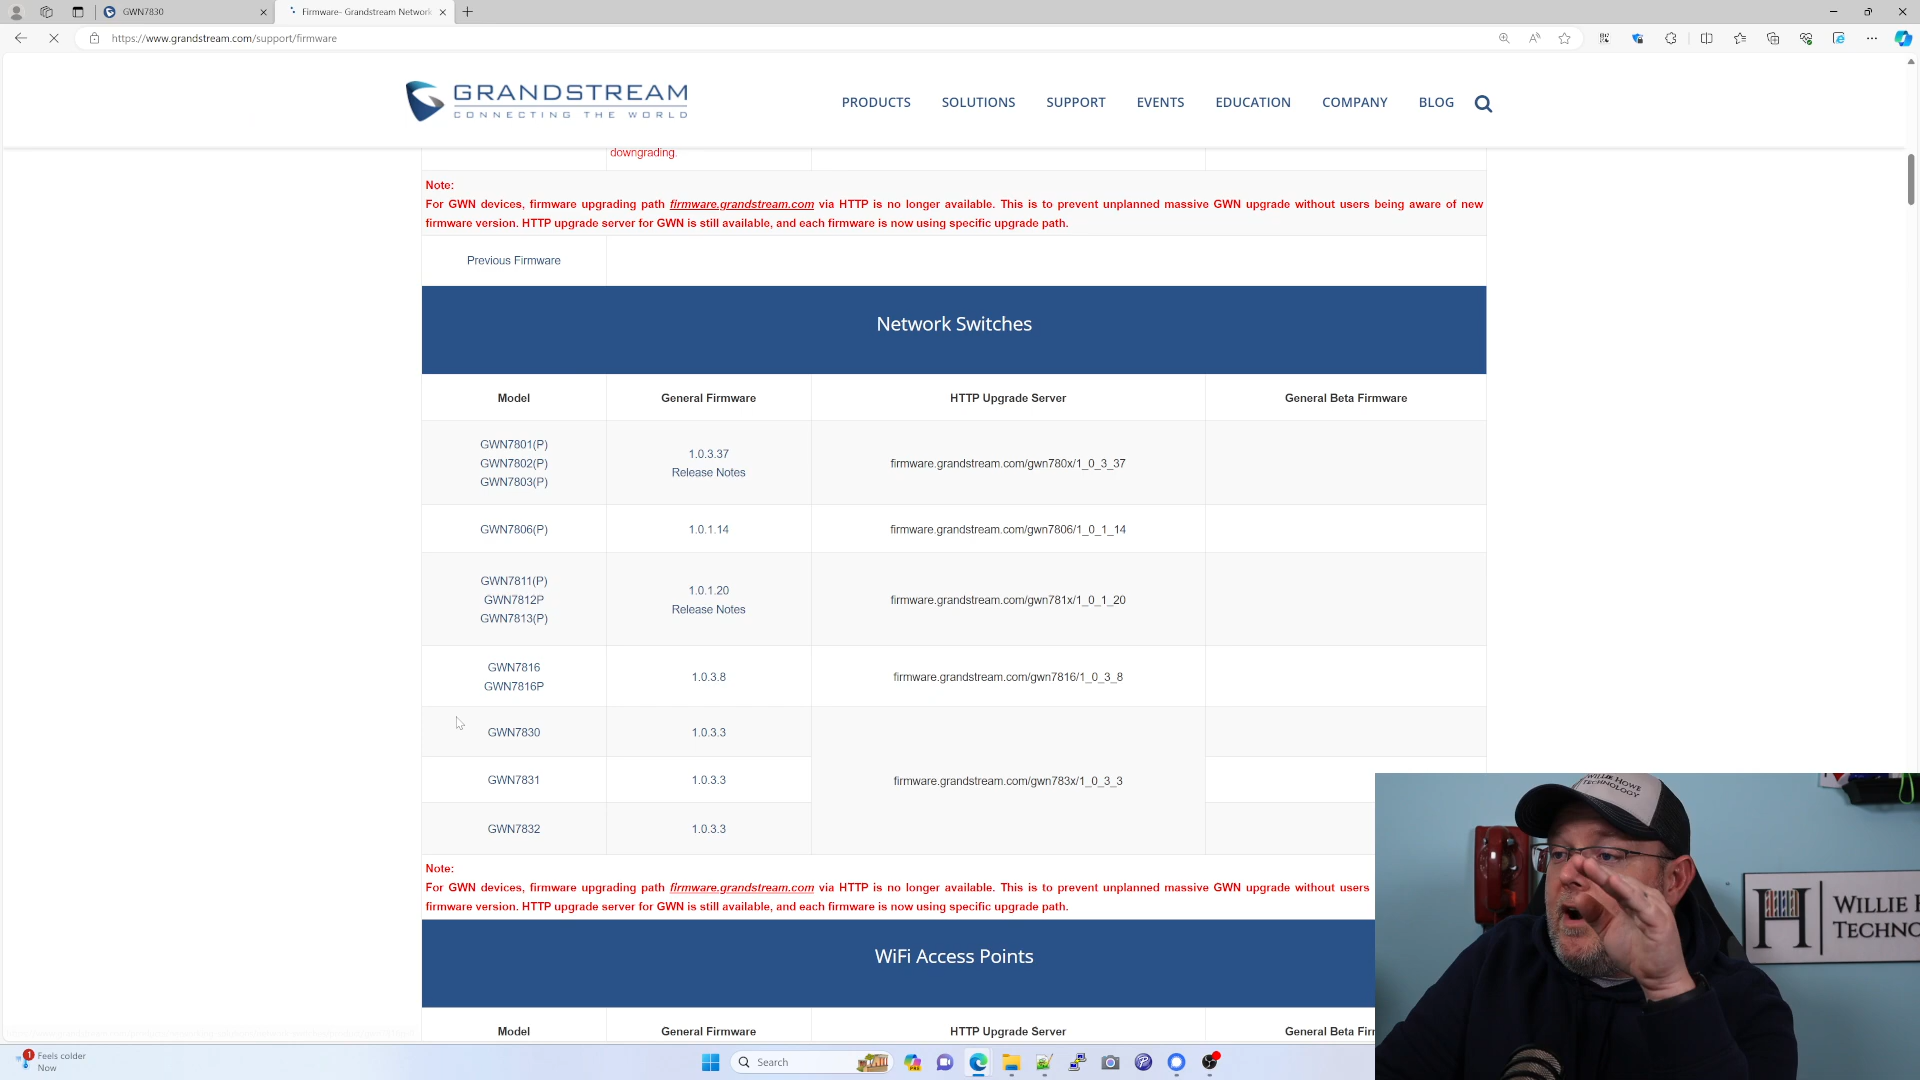 GWN7830
Firmware- Grandstream Network
https://www.grandstream.com/support/firmware
GRANDSTREAM
CONNECTING THE WORLD
PRODUCTS
SOLUTIONS
SUPPORT
EVENTS
EDUCATION
COMPANY
BLOG
downgrading.
Note:
For GWN devices, firmware upgrading path firmware.grandstream.com via HTTP is no longer available. This is to prevent unplanned massive GWN upgrade without users being aware of new
firmware version. HTTP upgrade server for GWN is still available, and each firmware is now using specific upgrade path.
Previous Firmware
Network Switches
Model
General Firmware
HTTP Upgrade Server
General Beta Firmware
GWN7801(P)
GWN7802(P)
GWN7803(P)
1.0.3.37
Release Notes
firmware.grandstream.com/gwn780x/1_0_3_37
GWN7806(P)
1.0.1.14
firmware.grandstream.com/gwn7806/1_0_1_14
GWN7811(P)
GWN7812P
GWN7813(P)
1.0.1.20
Release Notes
firmware.grandstream.com/gwn781x/1_0_1_20
GWN7816
GWN7816P
1.0.3.8
firmware.grandstream.com/gwn7816/1_0_3_8
GWN7830
1.0.3.3
GWN7831
1.0.3.3
firmware.grandstream.com/gwn783x/1_0_3_3
GWN7832
1.0.3.3
Note:
For GWN devices, firmware upgrading path firmware.grandstream.com via HTTP is no longer available. This is to prevent unplanned massive GWN upgrade without users
firmware version. HTTP upgrade server for GWN is still available, and each firmware is now using specific upgrade path.
WiFi Access Points
Model
General Firmware
HTTP Upgrade Server
General Beta Fir
WILLIE HOWE
TECHNOLOGY
WILLIE H
TECHNO
1
Feels colder
Now
Search